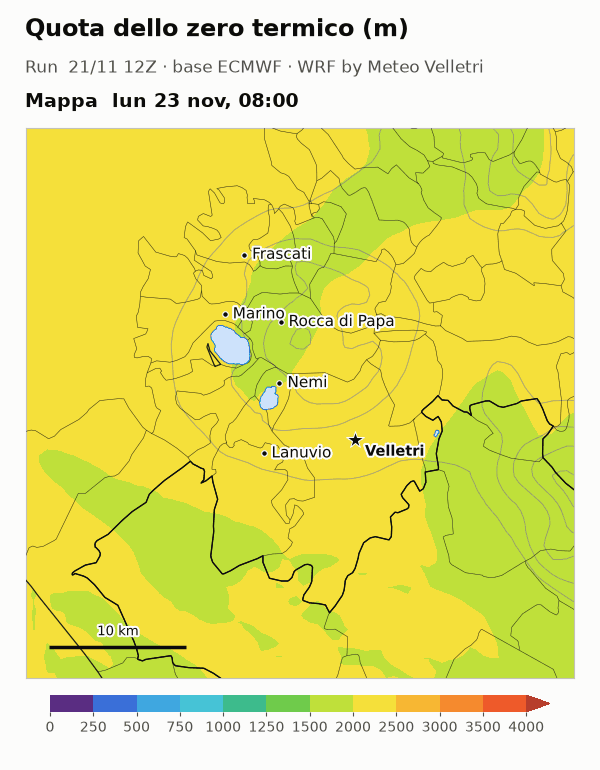 Quota dello zero termico (m)
Run 21/11 12Z · base ECMWF · WRF by Meteo Velletri
Mappa lun 23 nov, 08:00
Frascati
Marino
Rocca di Papa
Nemi
Velletri
Lanuvio
10 km
0 250 500 750 1000 1250 1500 2000 2500 3000 3500 4000